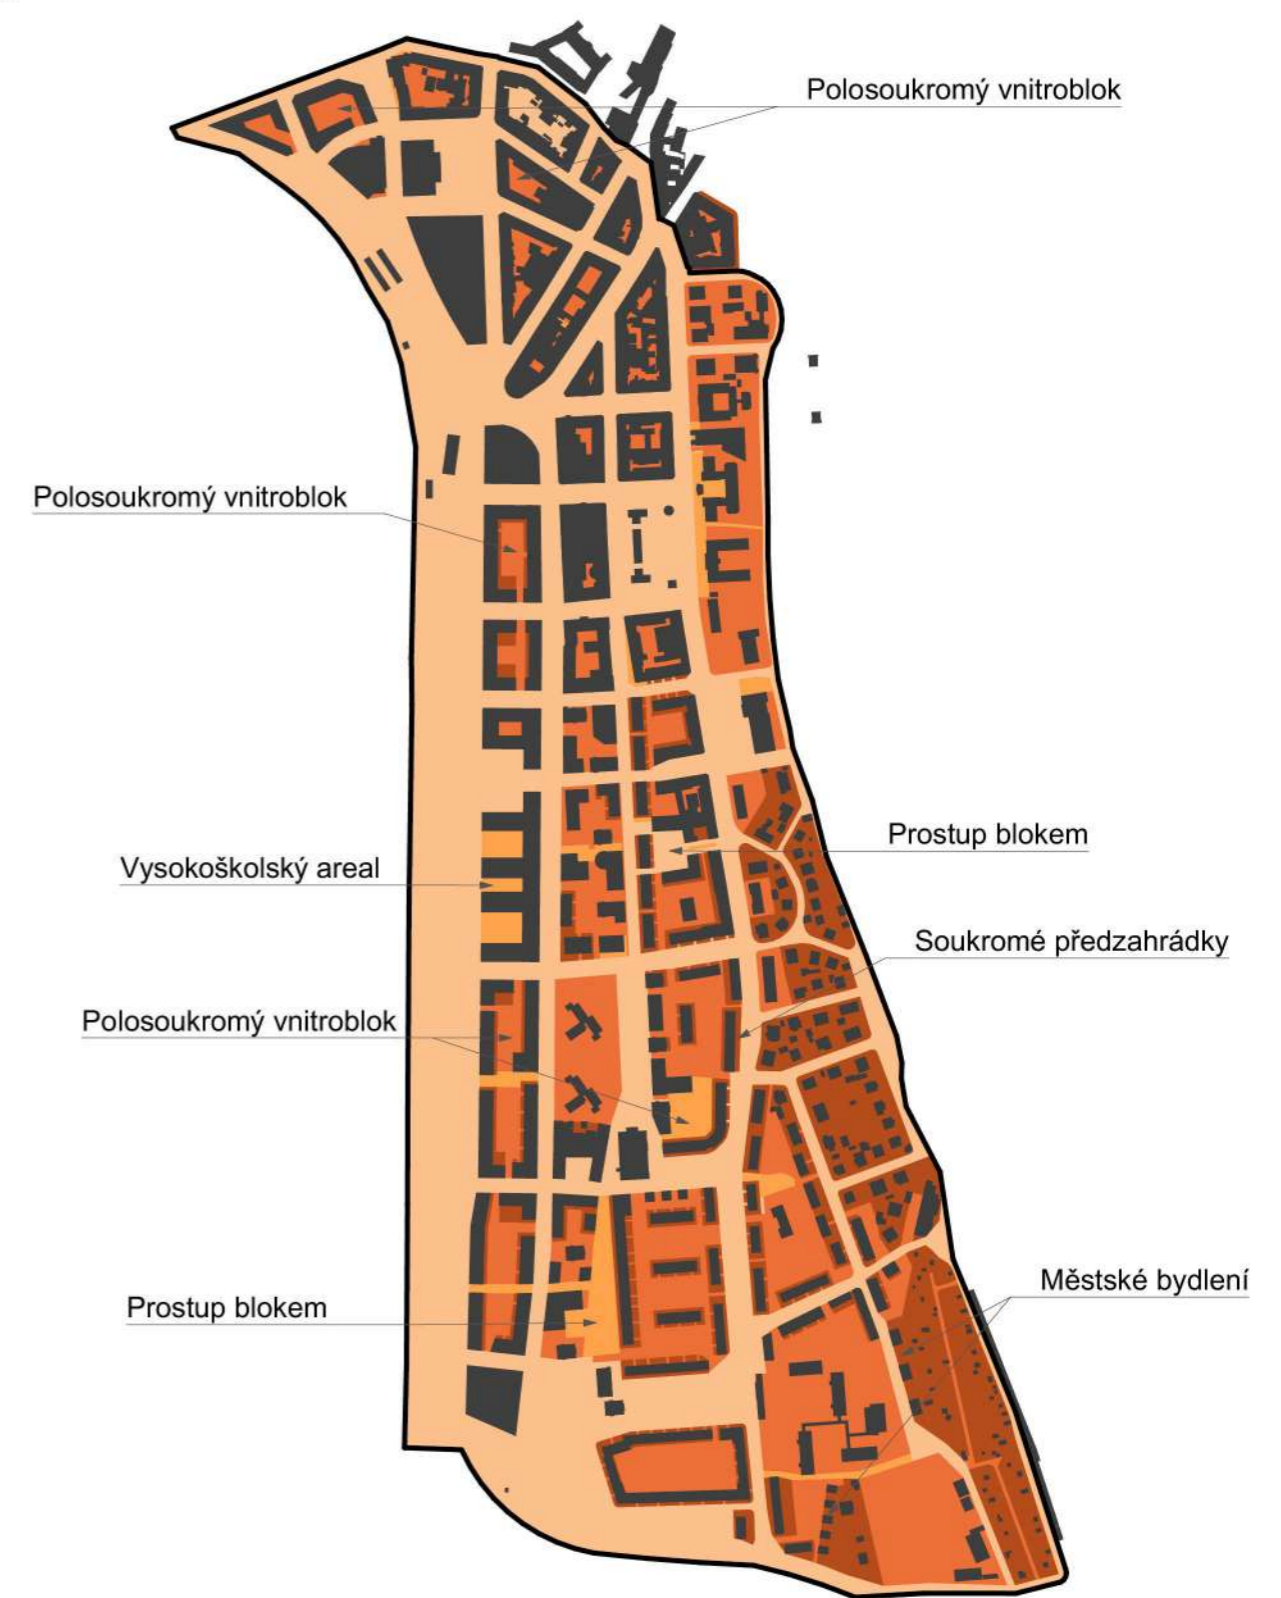 Polosoukromý vnitroblok
Polosoukromý vnitroblok
Prostup blokem
Vysokoškolský areal
Soukromé předzahrádky
Polosoukromý vnitroblok
Městské bydlení
Prostup blokem